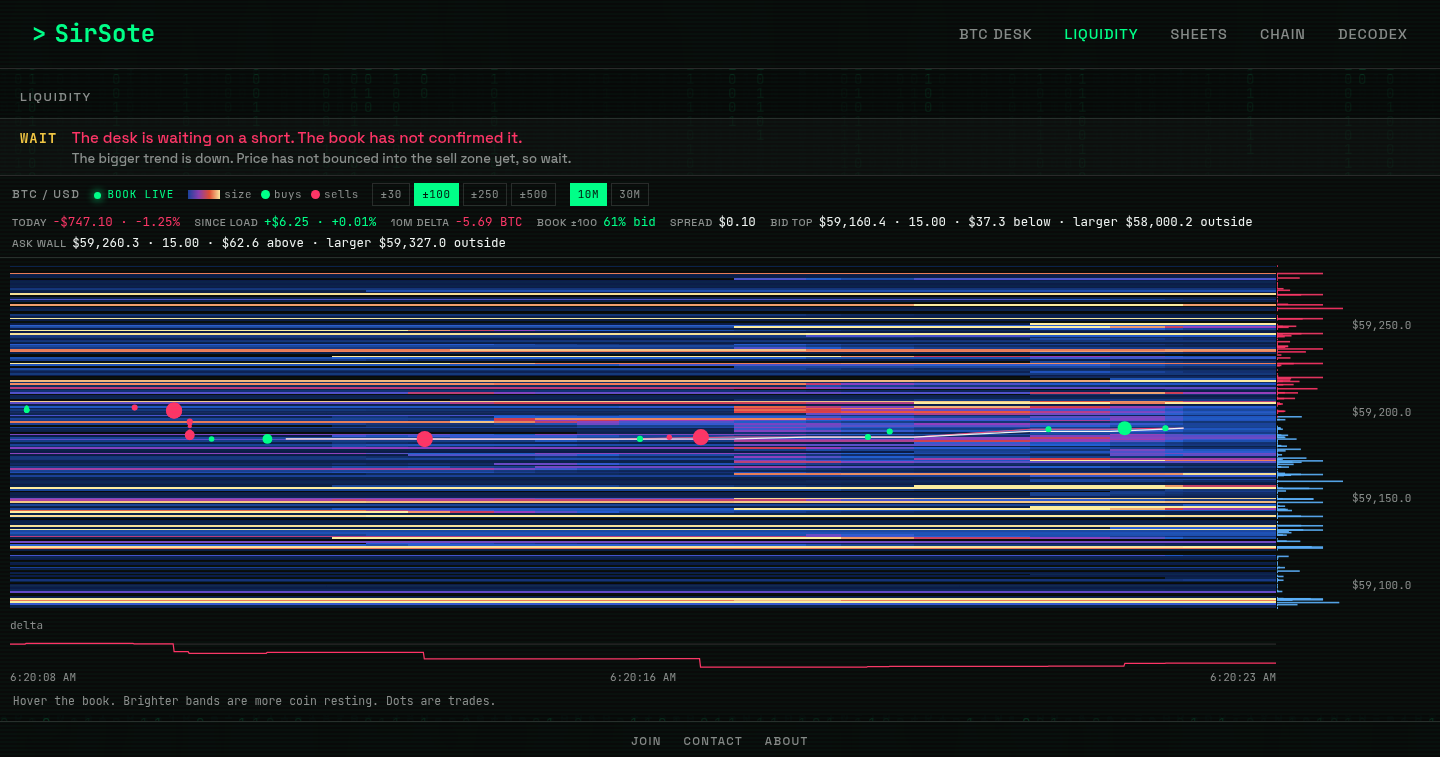 > SirSote
BTC DESK LIQUIDITY SHEETS CHAIN DECODEX
LIQUIDITY
WAIT The desk is waiting on a short. The book has not confirmed it.
The bigger trend is down. Price has not bounced into the sell zone yet, so wait.
BTC / USD BOOK LIVE size buys sells ±30 ±100 ±250 ±500 10M 30M
TODAY -$747.10 · -1.25% SINCE LOAD +$6.25 · +0.01% 10M DELTA -5.69 BTC BOOK ±100 61% bid SPREAD $0.10 BID TOP $59,160.4 · 15.00 · $37.3 below · larger $58,000.2 outside
ASK WALL $59,260.3 · 15.00 · $62.6 above · larger $59,327.0 outside
$59,250.0
$59,200.0
$59,150.0
$59,100.0
delta
6:20:08 AM 6:20:16 AM 6:20:23 AM
Hover the book. Brighter bands are more coin resting. Dots are trades.
JOIN CONTACT ABOUT